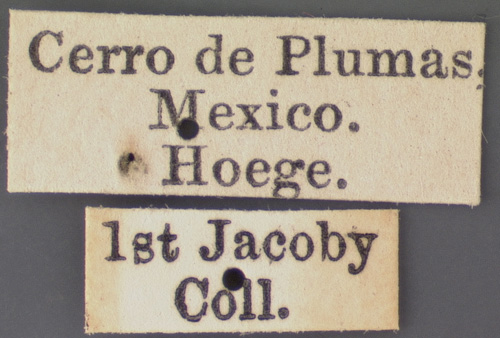 Cerro de Plumas.
Mexico.
Hoege.
1st Jacoby
Coll.